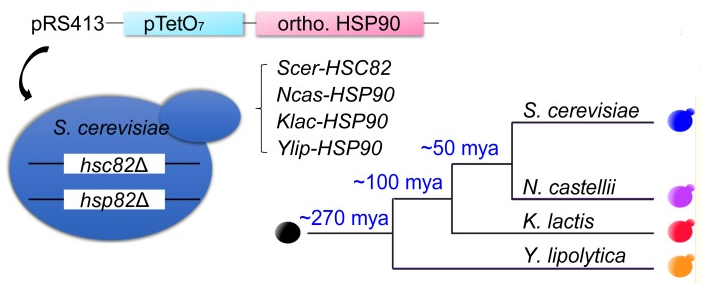 pRS413
pTetO₇
ortho. HSP90
Scer-HSC82
Ncas-HSP90
Klac-HSP90
Ylip-HSP90
S. cerevisiae
hsc82Δ
hsp82Δ
S. cerevisiae
~50 mya
~100 mya
N. castellii
~270 mya
K. lactis
Y. lipolytica